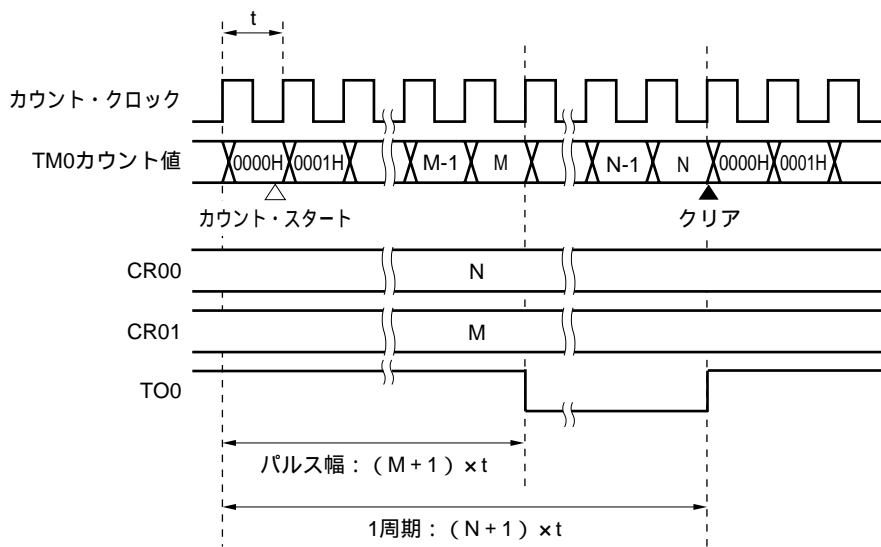 t
カウント・クロック
TM0カウント値
0000H 0001H M-1 M N-1 N 0000H 0001H
カウント・スタート クリア
CR00 N
CR01 M
TO0
パルス幅：（M+1）×t
1周期：（N+1）×t